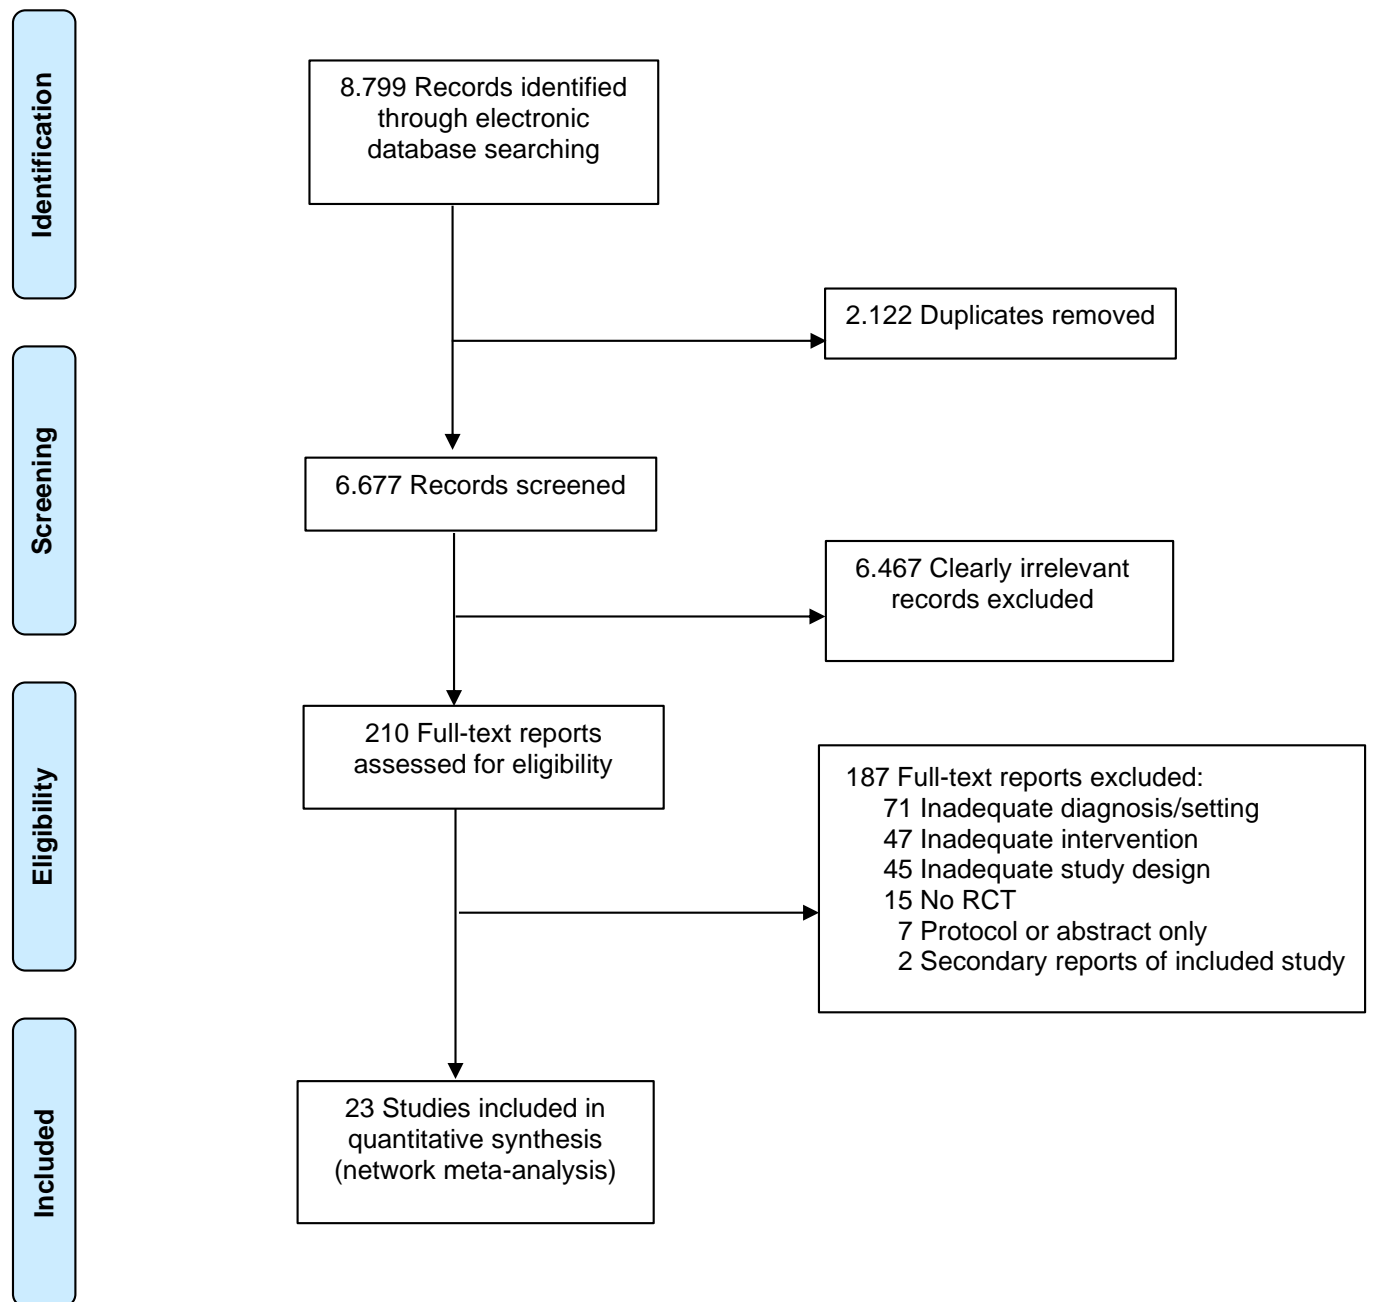 Identification
8.799 Records identified
through electronic
database searching
2.122 Duplicates removed
Screening
6.677 Records screened
6.467 Clearly irrelevant
records excluded
Eligibility
210 Full-text reports
assessed for eligibility
187 Full-text reports excluded:
71 Inadequate diagnosis/setting
47 Inadequate intervention
45 Inadequate study design
15 No RCT
7 Protocol or abstract only
2 Secondary reports of included study
Included
23 Studies included in
quantitative synthesis
(network meta-analysis)